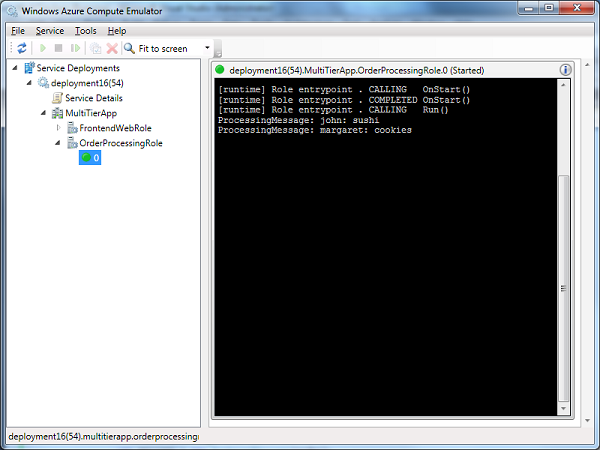 Windows Azure Compute Emulator
File Service Tools Help
Fit to screen
Service Deployments
deployment16(54)
Service Details
MultiTierApp
FrontendWebRole
OrderProcessingRole
0
deployment16(54).MultiTierApp.OrderProcessingRole.0 (Started)
[runtime] Role entrypoint . CALLING   OnStart()
[runtime] Role entrypoint . COMPLETED OnStart()
[runtime] Role entrypoint . CALLING   Run()
ProcessingMessage: john: sushi
ProcessingMessage: margaret: cookies
deployment16(54).multitierapp.orderprocessing